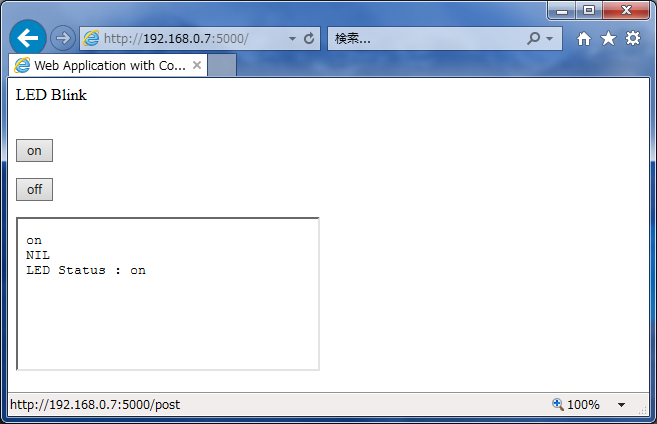 http://192.168.0.7:5000/
検索...
Web Application with Co...
LED Blink
on
off
on
NIL
LED Status : on
http://192.168.0.7:5000/post
100%